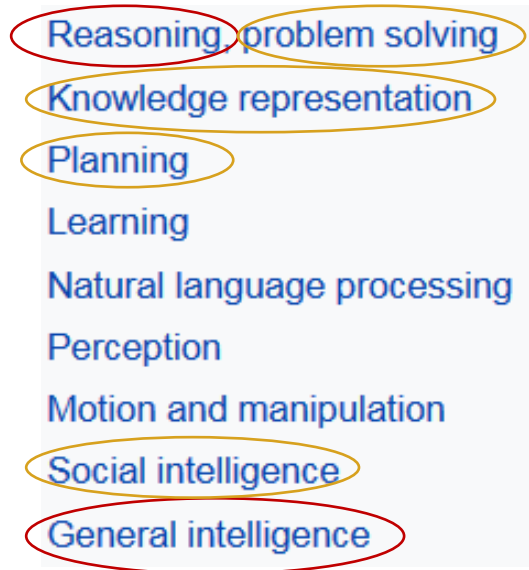 Reasoning, problem solving
Knowledge representation
Planning
Learning
Natural language processing
Perception
Motion and manipulation
Social intelligence
General intelligence